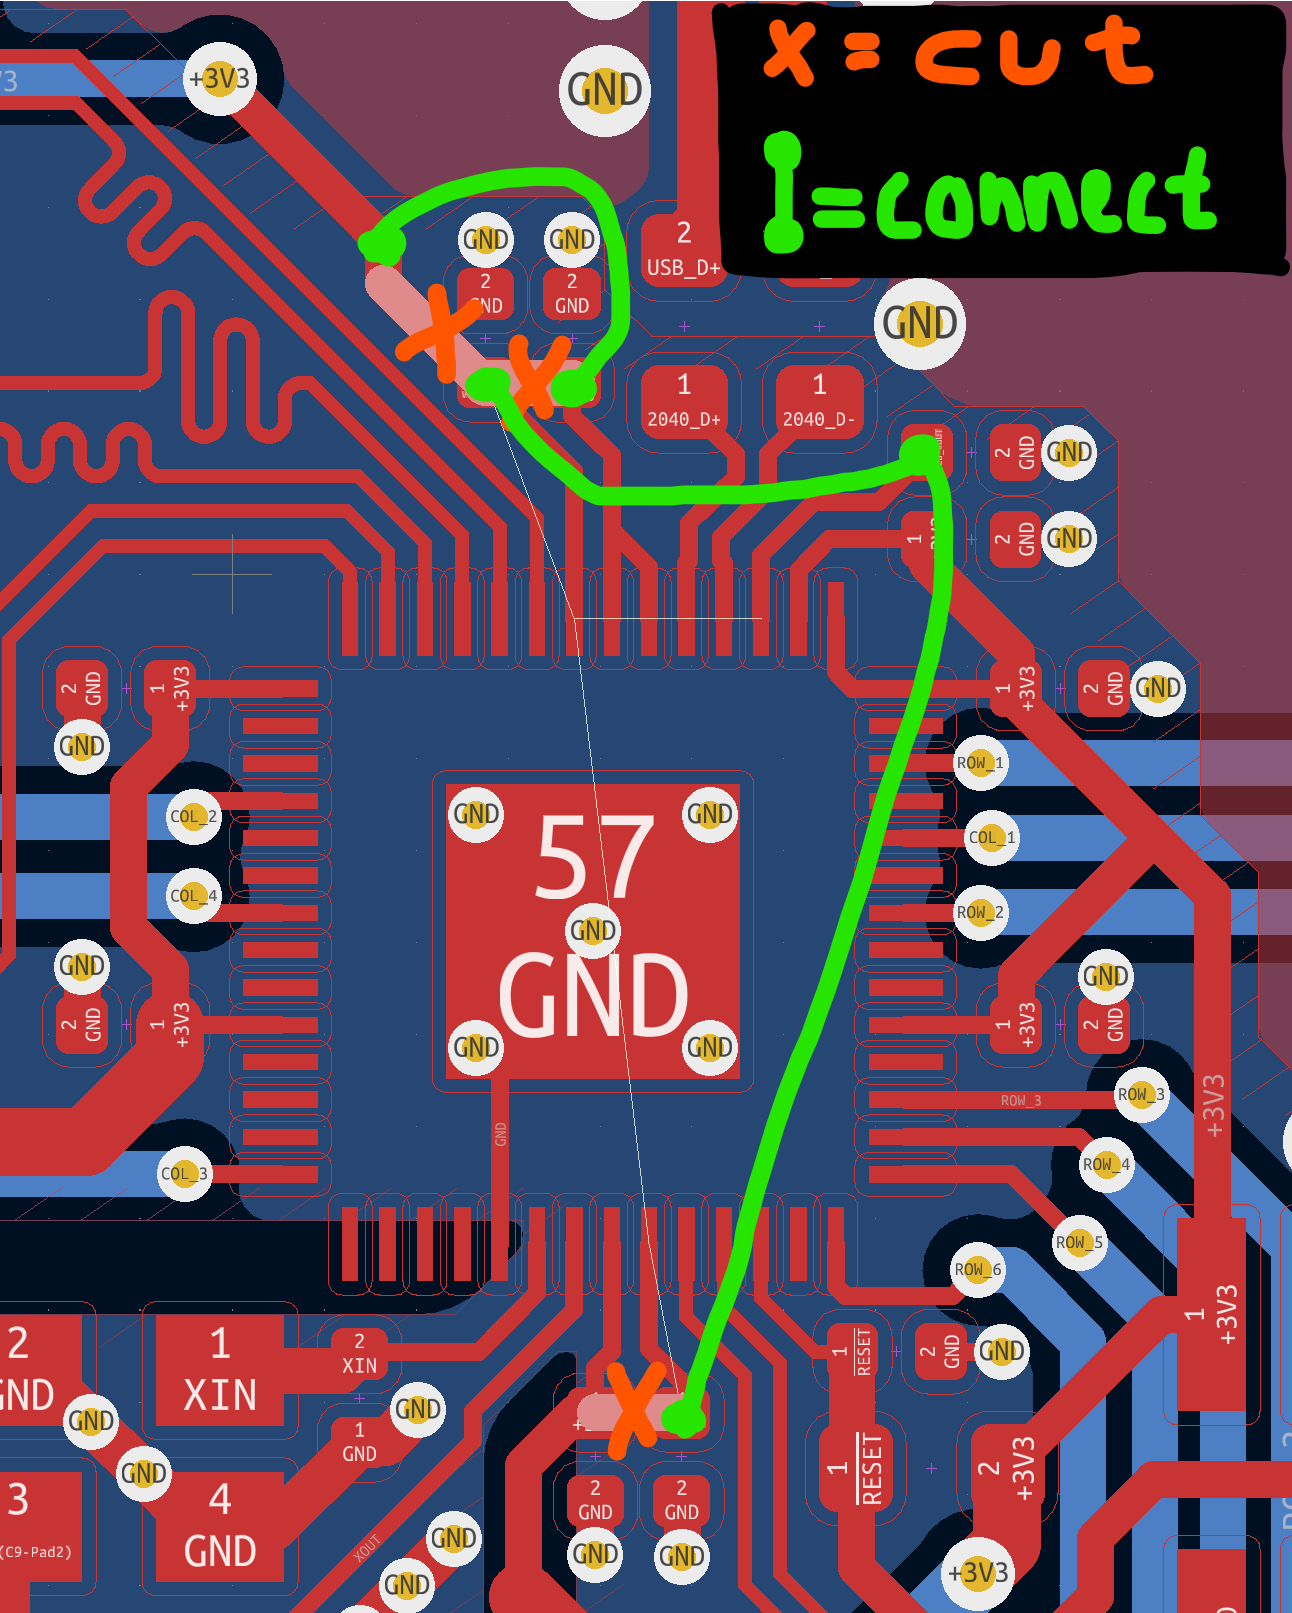 x = cut
= connect
+3V3
GND
GND
GND
2
USB_D+
2
GND
2
GND
GND
1
2040_D+
1
2040_D-
2
GND
GND
1
2
GND
GND
2
GND
1
+3V3
1
+3V3
2
GND
GND
GND
ROW_1
COL_2
GND
GND
COL_1
57
GND
COL_4
ROW_2
GND
GND
GND
2
GND
1
+3V3
1
+3V3
2
GND
GND
GND
ROW_3
ROW_3
+3V3
GND
COL_3
ROW_4
ROW_5
ROW_6
2
GND
1
XIN
2
XIN
1
RESET
2
GND
GND
1
+3V3
GND
GND
1
GND
GND
3
(C9-Pad2)
4
GND
2
GND
2
GND
1
RESET
2
+3V3
XOUT
GND
GND
GND
GND
+3V3